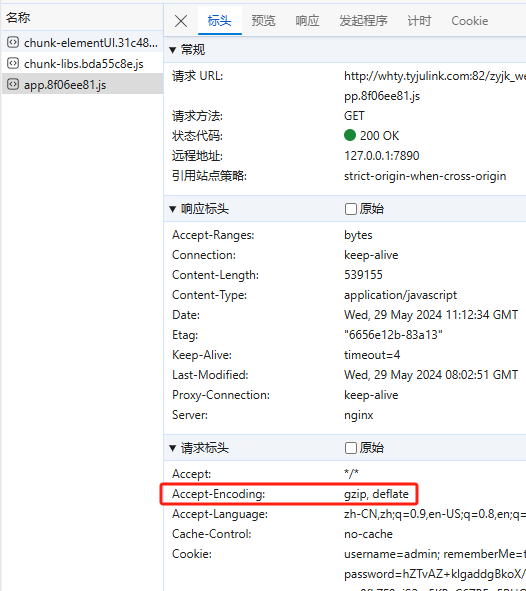 名称
chunk-elementUI.31c48...
chunk-libs.bda55c8e.js
app.8f06ee81.js
标头 预览 响应 发起程序 计时 Cookie
常规
请求 URL: http://whty.tyjulink.com:82/zyjk_we
pp.8f06ee81.js
请求方法: GET
状态代码: 200 OK
远程地址: 127.0.0.1:7890
引用站点策略: strict-origin-when-cross-origin
响应标头 原始
Accept-Ranges: bytes
Connection: keep-alive
Content-Length: 539155
Content-Type: application/javascript
Date: Wed, 29 May 2024 11:12:34 GMT
Etag: "6656e12b-83a13"
Keep-Alive: timeout=4
Last-Modified: Wed, 29 May 2024 08:02:51 GMT
Proxy-Connection: keep-alive
Server: nginx
请求标头 原始
Accept: */*
Accept-Encoding: gzip, deflate
Accept-Language: zh-CN,zh;q=0.9,en-US;q=0.8,en;q=
Cache-Control: no-cache
Cookie: username=admin; rememberMe=t
password=hZTvAZ+klgaddgBkoX/